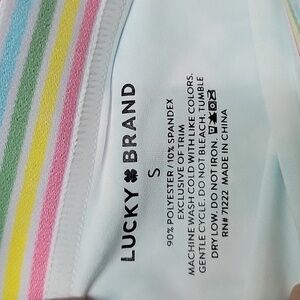 LUCKY BRAND
S
90% POLYESTER / 10% SPANDEX
EXCLUSIVE OF TRIM
MACHINE WASH COLD WITH LIKE COLORS.
GENTLE CYCLE. DO NOT BLEACH. TUMBLE
DRY LOW. DO NOT IRON.
RN# 71222 MADE IN CHINA